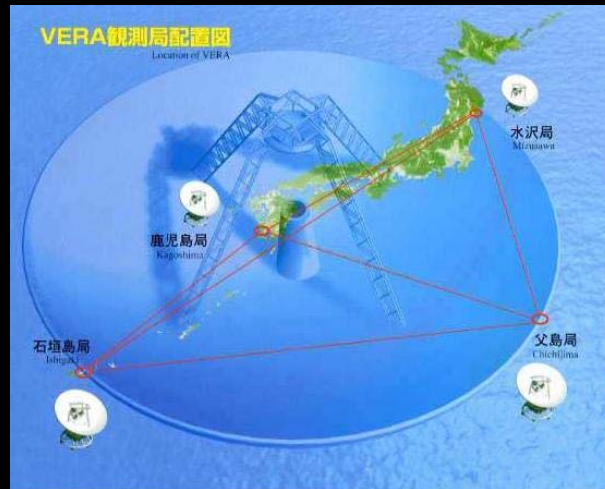 VERA観測局配置図
Location of VERA
水沢局
Mizusawa
鹿児島局
Kagoshima
石垣島局
Ishigaki
父島局
Chichijima